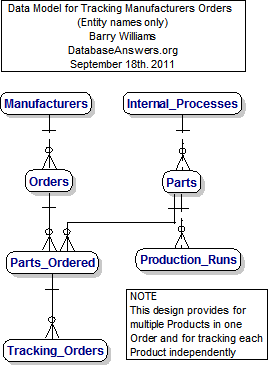 Data Model for Tracking Manufacturers Orders
(Entity names only)
Barry Williams
DatabaseAnswers.org
September 18th. 2011
Manufacturers
Internal_Processes
Orders
Parts
Parts_Ordered
Production_Runs
Tracking_Orders
NOTE
This design provides for
multiple Products in one
Order and for tracking each
Product independently